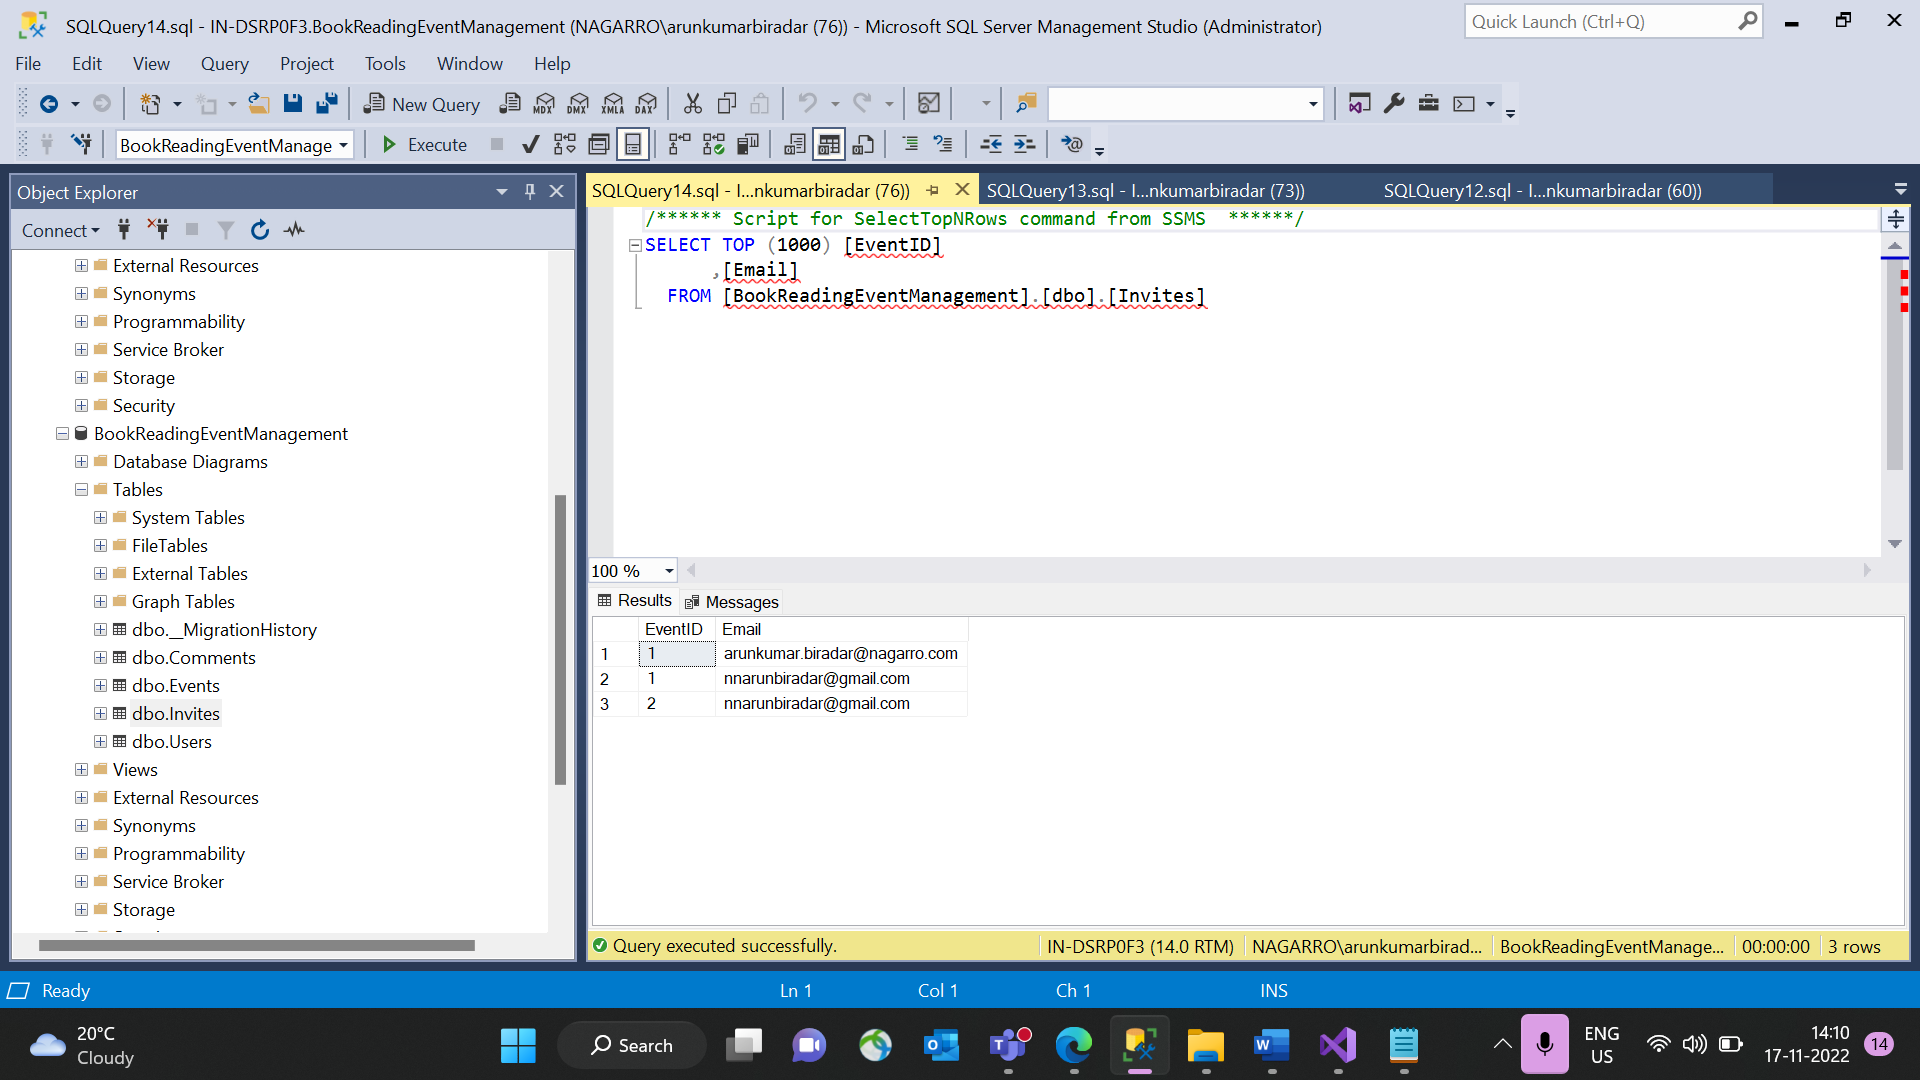 SQLQuery14.sql - IN-DSRP0F3.BookReadingEventManagement (NAGARRO\arunkumarbiradar (76)) - Microsoft SQL Server Management Studio (Administrator)
Quick Launch (Ctrl+Q)
File Edit View Query Project Tools Window Help
New Query MDX DMX XMLA DAX
BookReadingEventManage Execute
Object Explorer
Connect
External Resources
Synonyms
Programmability
Service Broker
Storage
Security
BookReadingEventManagement
Database Diagrams
Tables
System Tables
FileTables
External Tables
Graph Tables
dbo.__MigrationHistory
dbo.Comments
dbo.Events
dbo.Invites
dbo.Users
Views
External Resources
Synonyms
Programmability
Service Broker
Storage
SQLQuery14.sql - I...nkumarbiradar (76)) SQLQuery13.sql - I...nkumarbiradar (73)) SQLQuery12.sql - I...nkumarbiradar (60))
/****** Script for SelectTopNRows command from SSMS ******/
SELECT TOP (1000) [EventID]
,[Email]
FROM [BookReadingEventManagement].[dbo].[Invites]
100 %
Results Messages
EventID Email
1 1 arunkumar.biradar@nagarro.com
2 1 nnarunbiradar@gmail.com
3 2 nnarunbiradar@gmail.com
Query executed successfully. IN-DSRP0F3 (14.0 RTM) NAGARRO\arunkumarbirad... BookReadingEventManage... 00:00:00 3 rows
Ready Ln 1 Col 1 Ch 1 INS
20°C
Cloudy
Search
ENG
US
14:10
17-11-2022
14